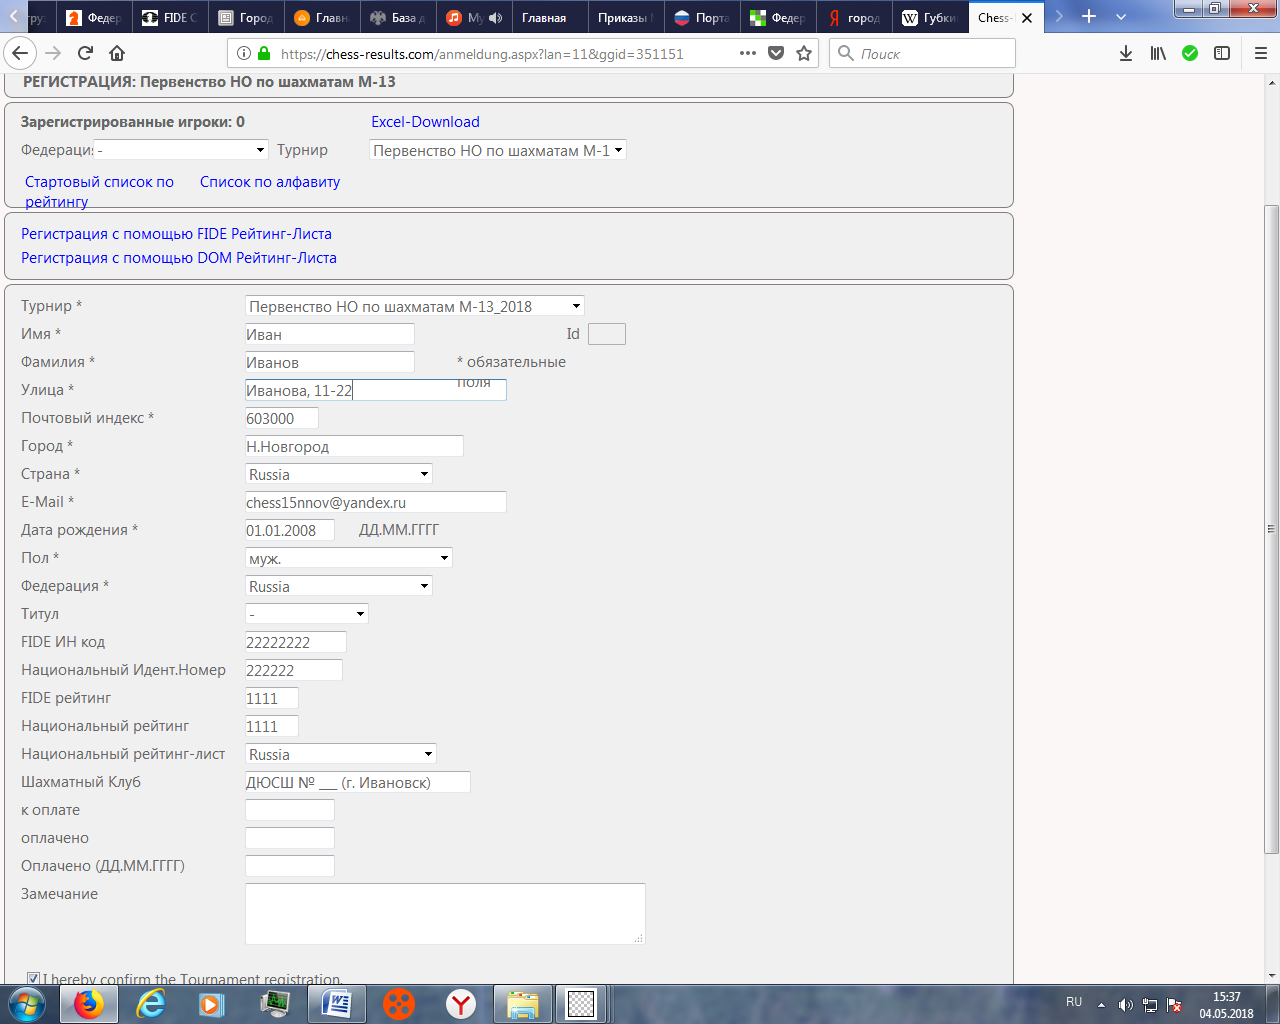 Федер
FIDE C
Город
Главн
База д
Му
Главная
Приказы
Порта
Федер
город
Губки
Chess-
https://chess-results.com/anmeldung.aspx?lan=11&ggid=351151
Поиск
РЕГИСТРАЦИЯ: Первенство НО по шахматам М-13
Зарегистрированные игроки: 0 Excel-Download
Федераци - Турнир Первенство НО по шахматам М-1
Стартовый список по рейтингу Список по алфавиту
Регистрация с помощью FIDE Рейтинг-Листа
Регистрация с помощью DOM Рейтинг-Листа
Турнир * Первенство НО по шахматам М-13_2018
Имя * Иван Id
Фамилия * Иванов * обязательные поля
Улица * Иванова, 11-22
Почтовый индекс * 603000
Город * Н.Новгород
Страна * Russia
E-Mail * chess15nnov@yandex.ru
Дата рождения * 01.01.2008 ДД.ММ.ГГГГ
Пол * муж.
Федерация * Russia
Титул -
FIDE ИН код 22222222
Национальный Идент.Номер 222222
FIDE рейтинг 1111
Национальный рейтинг 1111
Национальный рейтинг-лист Russia
Шахматный Клуб ДЮСШ № ___ (г. Ивановск)
к оплате
оплачено
Оплачено (ДД.ММ.ГГГГ)
Замечание
I hereby confirm the Tournament registration.
RU
15:37
04.05.2018